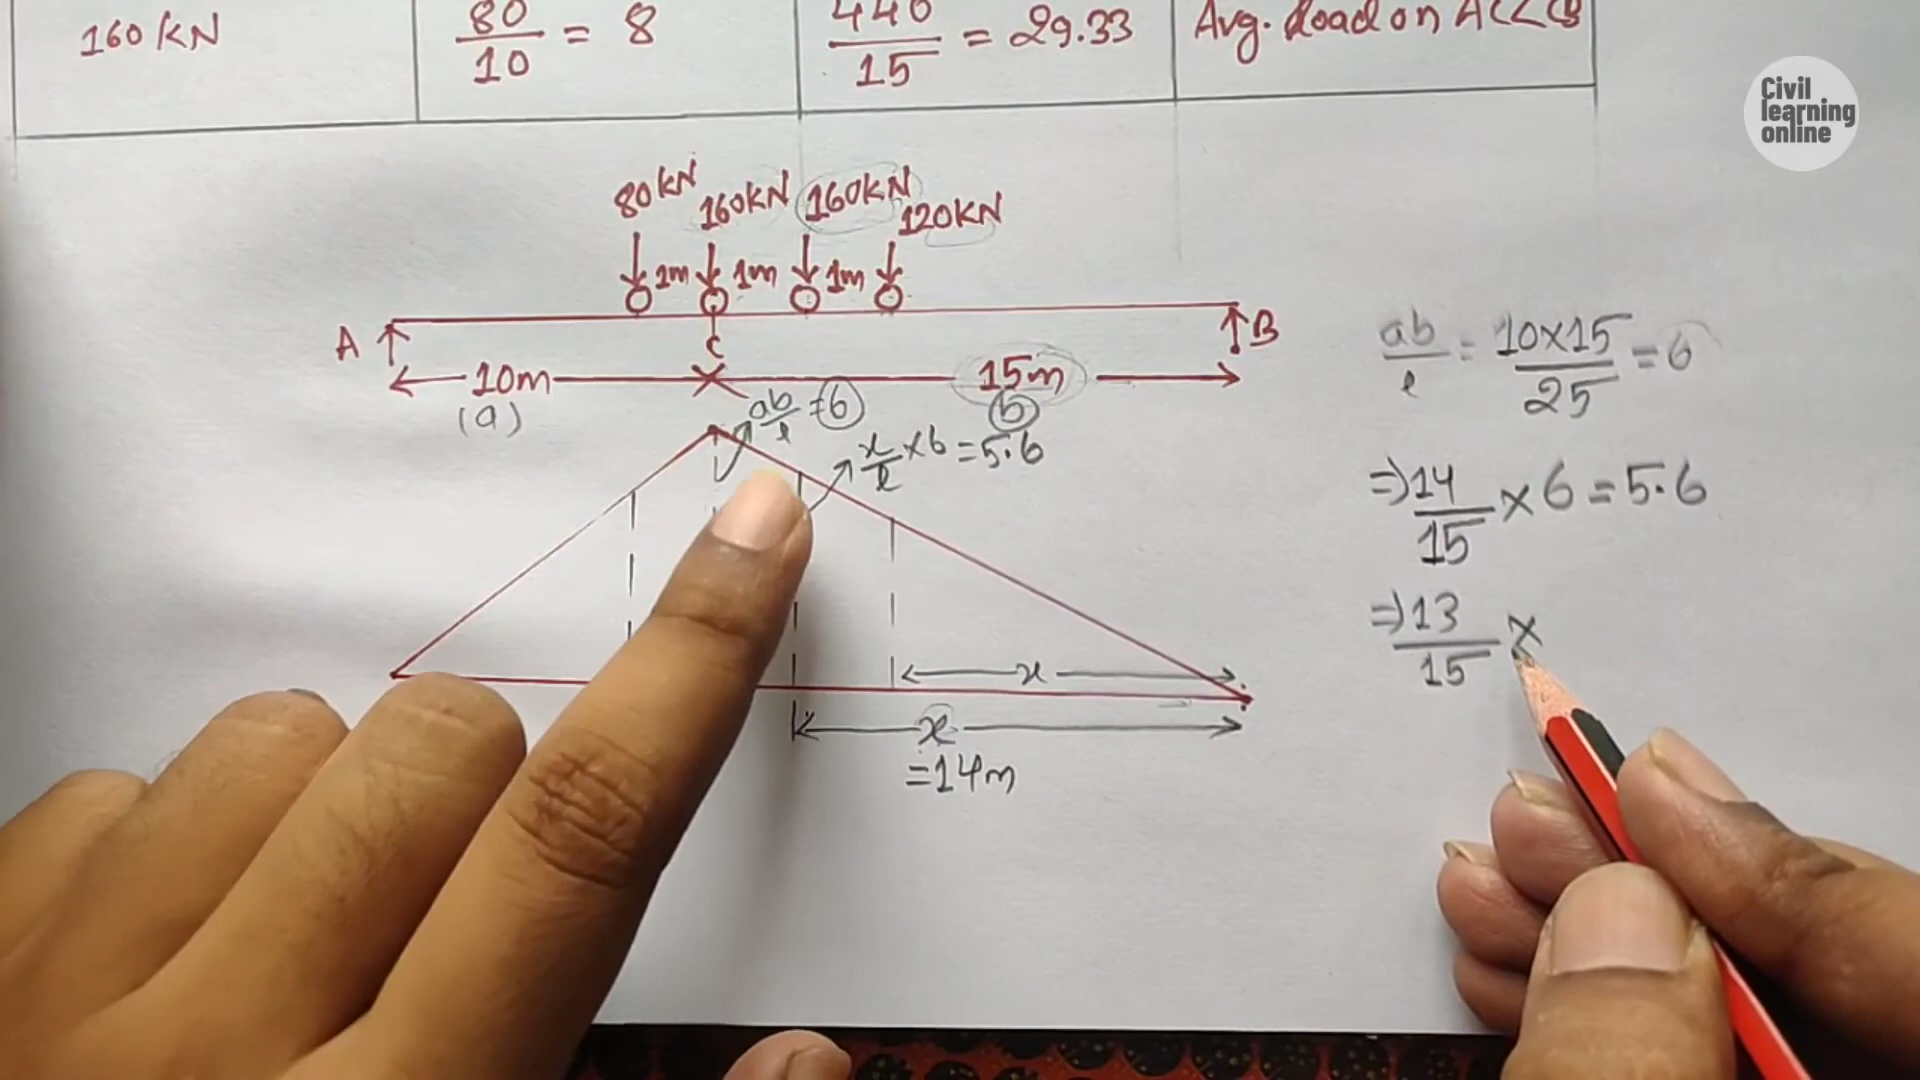 160 KN
80/10 = 8
440/15 = 29.33
Avg. load on AC < CB
Civil
learning
online
80 kN
160kN
160kN
120KN
1m 1m 1m
A
C
B
10m
15m
(a)
b
ab/l = 6
x/l × 6 = 5.6
x
x
=14m
ab/l = 10×15/25 = 6
⇒ 14/15 × 6 = 5.6
⇒ 13/15 ×